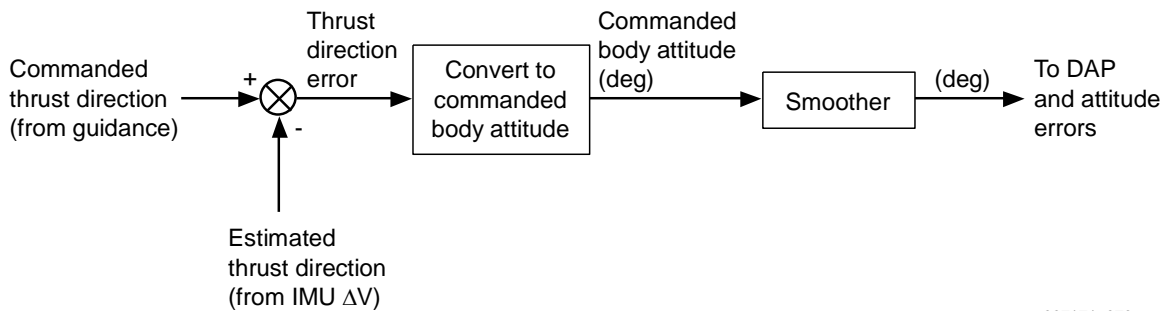 Commanded
thrust direction
(from guidance)
+
-
Thrust
direction
error
Convert to
commanded
body attitude
Commanded
body attitude
(deg)
Smoother
(deg)
To DAP
and attitude
errors
Estimated
thrust direction
(from IMU ΔV)